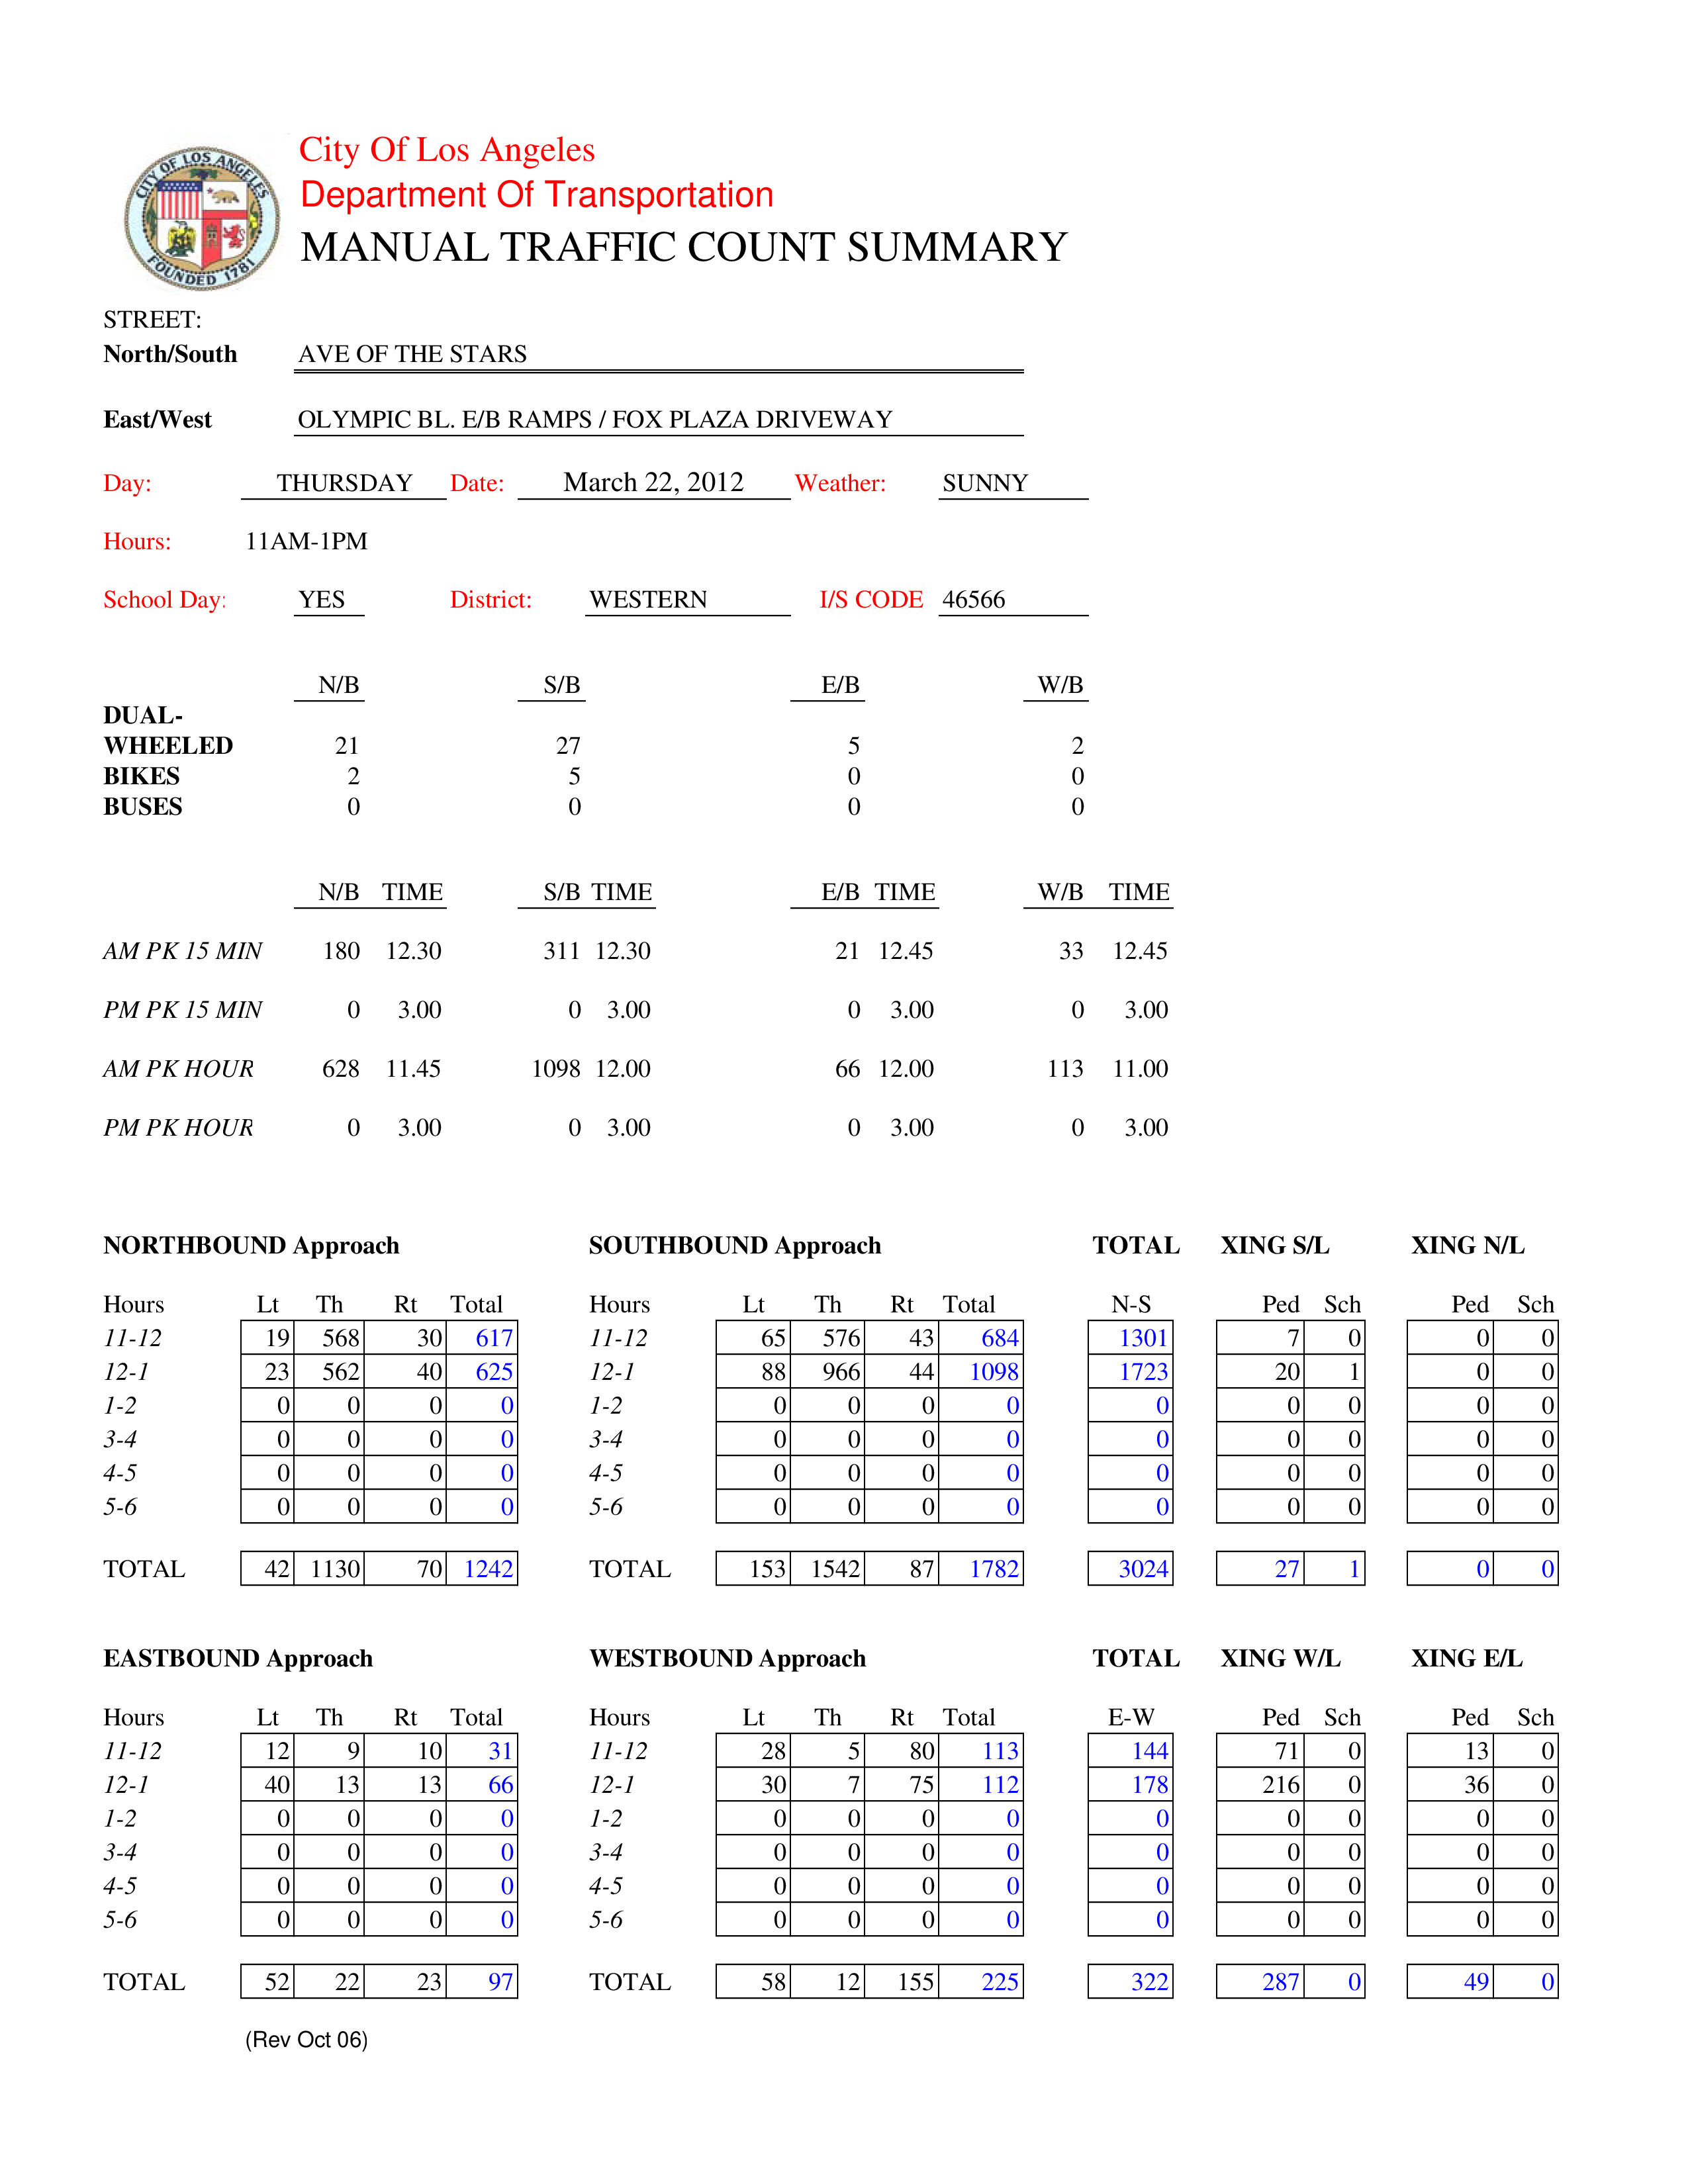 CITY OF LOS ANGELES
FOUNDED 1781
City Of Los Angeles
Department Of Transportation
MANUAL TRAFFIC COUNT SUMMARY
STREET:
North/South AVE OF THE STARS
East/West OLYMPIC BL. E/B RAMPS / FOX PLAZA DRIVEWAY
Day: THURSDAY Date: March 22, 2012 Weather: SUNNY
Hours: 11AM-1PM
School Day: YES District: WESTERN I/S CODE 46566
N/B S/B E/B W/B
DUAL-
WHEELED 21 27 5 2
BIKES 2 5 0 0
BUSES 0 0 0 0
N/B TIME S/B TIME E/B TIME W/B TIME
AM PK 15 MIN 180 12.30 311 12.30 21 12.45 33 12.45
PM PK 15 MIN 0 3.00 0 3.00 0 3.00 0 3.00
AM PK HOUR 628 11.45 1098 12.00 66 12.00 113 11.00
PM PK HOUR 0 3.00 0 3.00 0 3.00 0 3.00
NORTHBOUND Approach SOUTHBOUND Approach TOTAL XING S/L XING N/L
Hours Lt Th Rt Total Hours Lt Th Rt Total N-S Ped Sch Ped Sch
11-12 19 568 30 617 11-12 65 576 43 684 1301 7 0 0 0
12-1 23 562 40 625 12-1 88 966 44 1098 1723 20 1 0 0
1-2 0 0 0 0 1-2 0 0 0 0 0 0 0 0 0
3-4 0 0 0 0 3-4 0 0 0 0 0 0 0 0 0
4-5 0 0 0 0 4-5 0 0 0 0 0 0 0 0 0
5-6 0 0 0 0 5-6 0 0 0 0 0 0 0 0 0
TOTAL 42 1130 70 1242 TOTAL 153 1542 87 1782 3024 27 1 0 0
EASTBOUND Approach WESTBOUND Approach TOTAL XING W/L XING E/L
Hours Lt Th Rt Total Hours Lt Th Rt Total E-W Ped Sch Ped Sch
11-12 12 9 10 31 11-12 28 5 80 113 144 71 0 13 0
12-1 40 13 13 66 12-1 30 7 75 112 178 216 0 36 0
1-2 0 0 0 0 1-2 0 0 0 0 0 0 0 0 0
3-4 0 0 0 0 3-4 0 0 0 0 0 0 0 0 0
4-5 0 0 0 0 4-5 0 0 0 0 0 0 0 0 0
5-6 0 0 0 0 5-6 0 0 0 0 0 0 0 0 0
TOTAL 52 22 23 97 TOTAL 58 12 155 225 322 287 0 49 0
(Rev Oct 06)